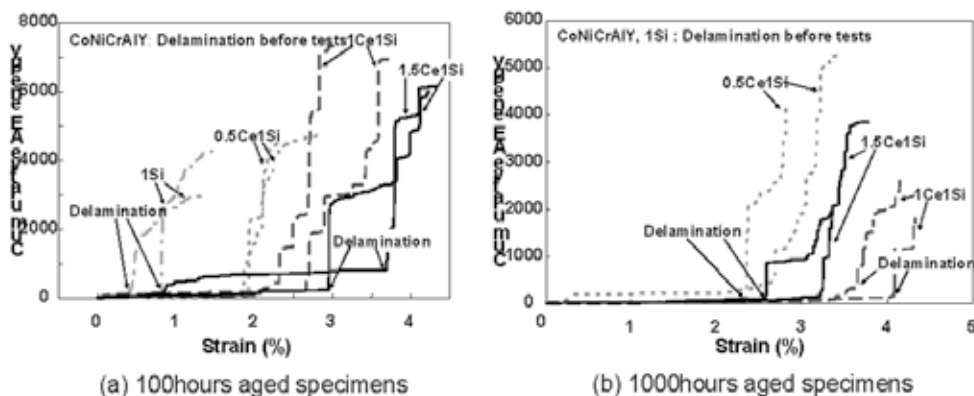 8000
6000
4000
2000
0
CoNiCrAlY: Delamination before tests
1Ce1Si
1.5Ce1Si
0.5Ce1Si
1Si
Delamination
Delamination
0 1 2 3 4
Strain (%)
(a) 100hours aged specimens
6000
5000
4000
3000
2000
1000
0
CoNiCrAlY, 1Si : Delamination before tests
0.5Ce1Si
1.5Ce1Si
1Ce1Si
Delamination
Delamination
0 1 2 3 4 5
Strain (%)
(b) 1000hours aged specimens